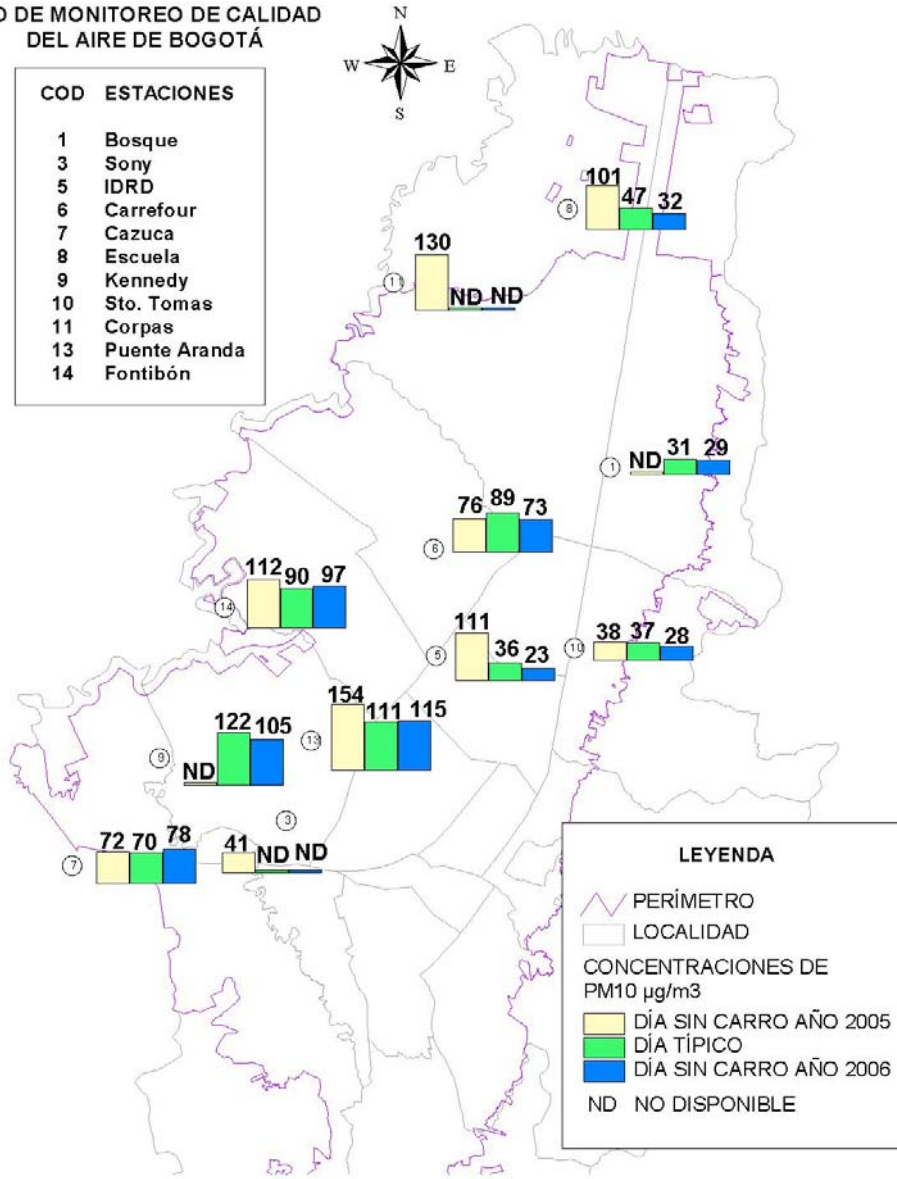 O DE MONITOREO DE CALIDAD
DEL AIRE DE BOGOTÁ
N
W E
S
COD ESTACIONES
1 Bosque
3 Sony
5 IDRD
6 Carrefour
7 Cazuca
8 Escuela
9 Kennedy
10 Sto. Tomas
11 Corpas
13 Puente Aranda
14 Fontibón
8 101 47 32
11 130 ND ND
1 ND 31 29
6 76 89 73
14 112 90 97
5 111 36 23
10 38 37 28
13 154 111 115
9 ND 122 105
3 41 ND ND
7 72 70 78
LEYENDA
PERÍMETRO
LOCALIDAD
CONCENTRACIONES DE
PM10 µg/m3
DÍA SIN CARRO AÑO 2005
DÍA TÍPICO
DÍA SIN CARRO AÑO 2006
ND NO DISPONIBLE